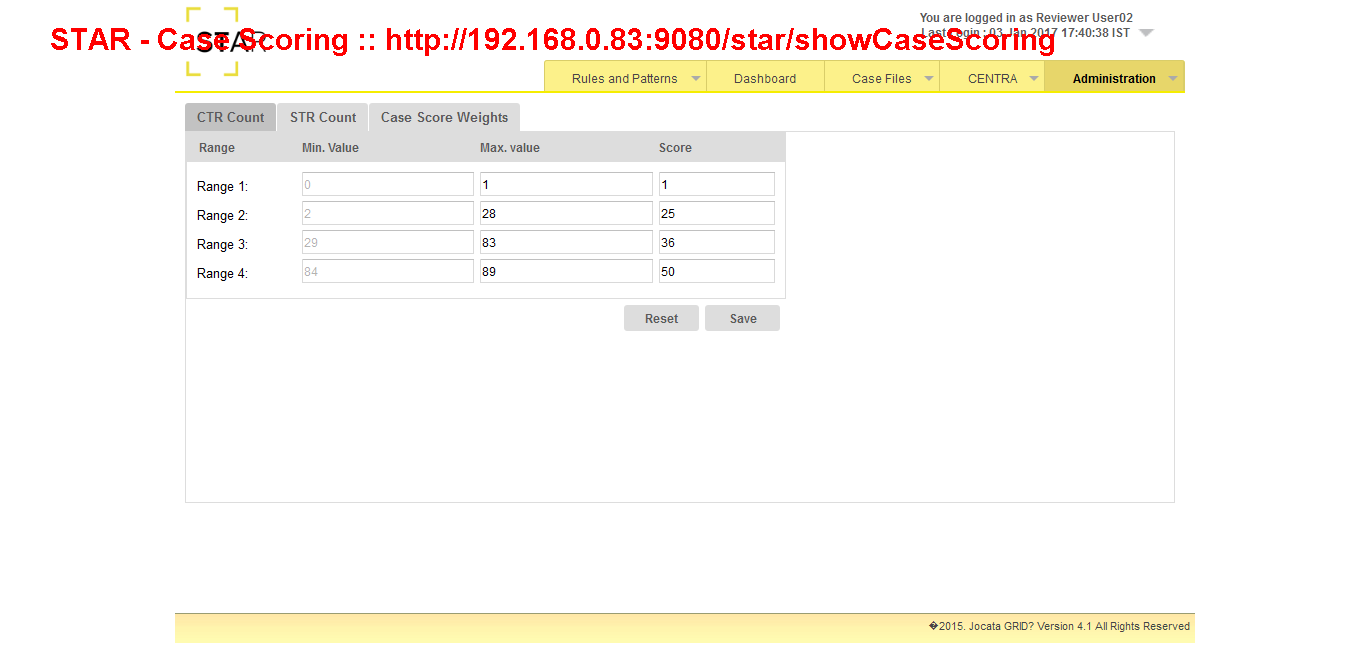 You are logged in as Reviewer User02
STAR - Case Scoring :: http://192.168.0.83:9080/star/showCaseScoring
STAR
Last Login : 03 Jan 2017 17:40:38 IST
Rules and Patterns Dashboard Case Files CENTRA Administration
CTR Count STR Count Case Score Weights
Range Min. Value Max. value Score
Range 1: 0 1 1
Range 2: 2 28 25
Range 3: 29 83 36
Range 4: 84 89 50
Reset Save
�2015. Jocata GRID? Version 4.1 All Rights Reserved